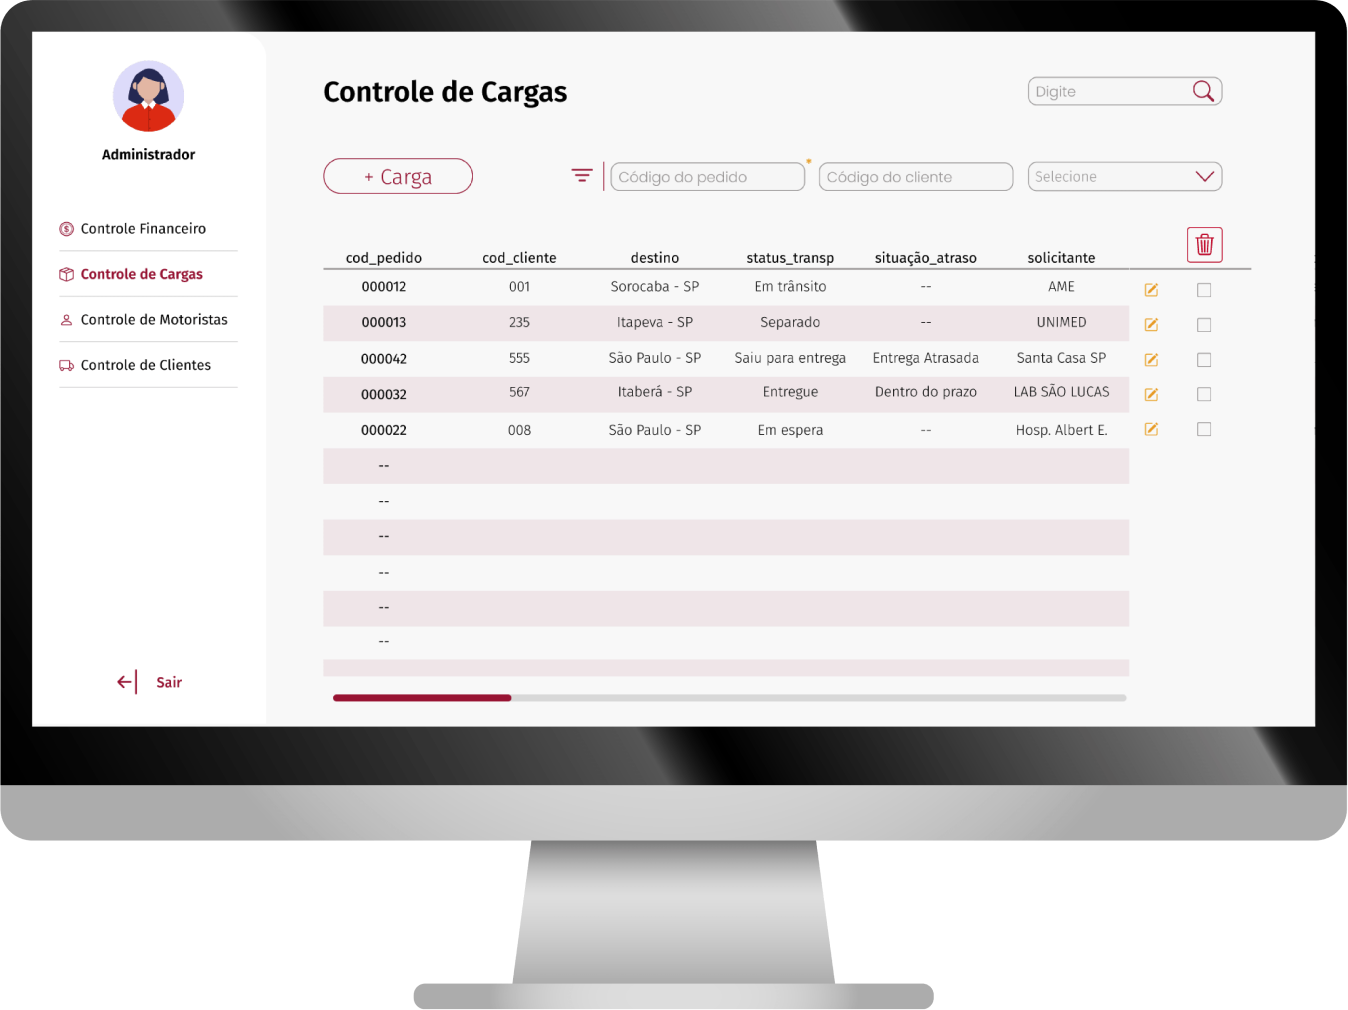 Administrador
Controle Financeiro
Controle de Cargas
Controle de Motoristas
Controle de Clientes
Sair
Controle de Cargas
Digite
+ Carga
Código do pedido
*
Código do cliente
Selecione
cod_pedido cod_cliente destino status_transp situação_atraso solicitante
000012 001 Sorocaba - SP Em trânsito -- AME
000013 235 Itapeva - SP Separado -- UNIMED
000042 555 São Paulo - SP Saiu para entrega Entrega Atrasada Santa Casa SP
000032 567 Itaberá - SP Entregue Dentro do prazo LAB SÃO LUCAS
000022 008 São Paulo - SP Em espera -- Hosp. Albert E.
--
--
--
--
--
--